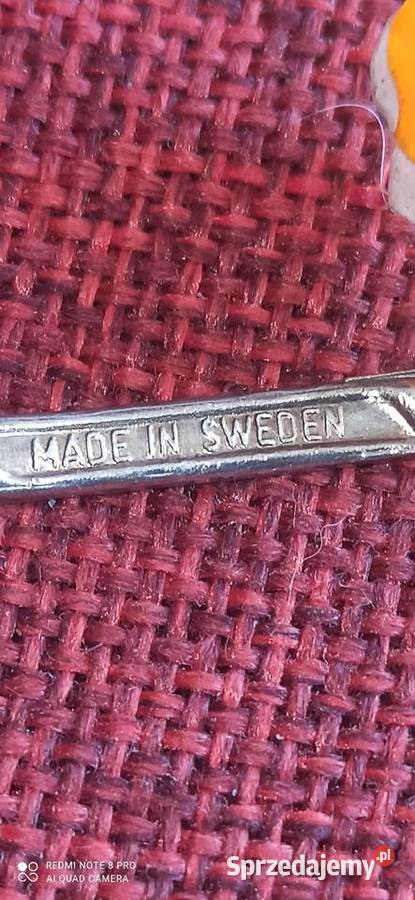 MADE IN SWEDEN
REDMI NOTE 8 PRO
AI QUAD CAMERA
Sprzedajemy.pl